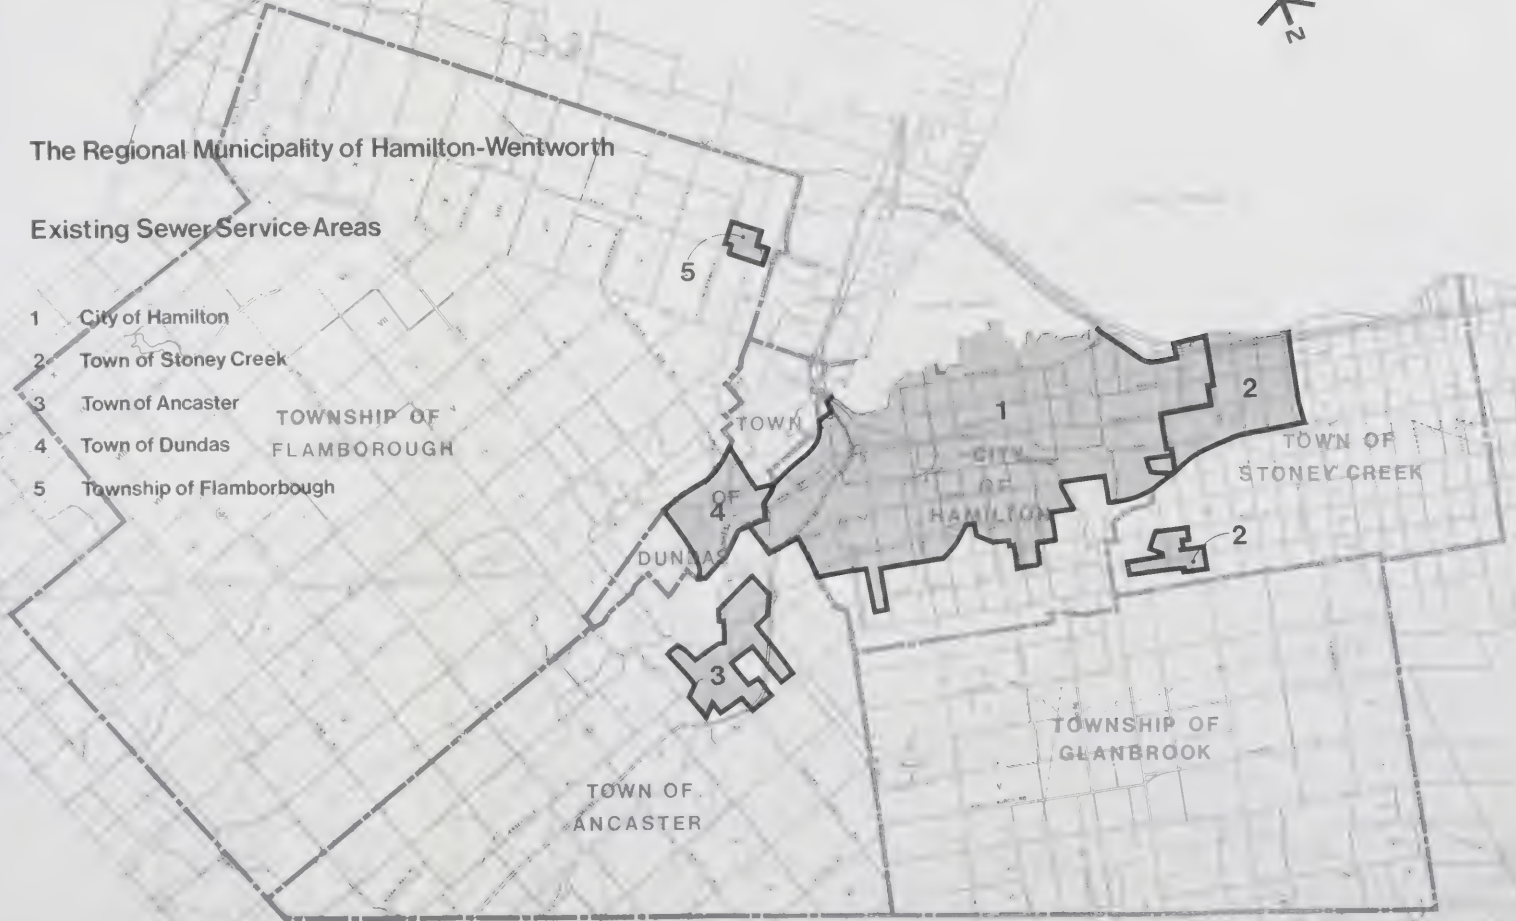 N
The Regional Municipality of Hamilton-Wentworth
Existing Sewer Service Areas
1 City of Hamilton
2 Town of Stoney Creek
3 Town of Ancaster
4 Town of Dundas
5 Township of Flamborbough
TOWNSHIP OF
FLAMBOROUGH
5
TOWN
OF
4
DUNDAS
1
CITY
OF
HAMILTON
2
TOWN OF
STONEY CREEK
2
3
TOWNSHIP OF
GLANBROOK
TOWN OF
ANCASTER